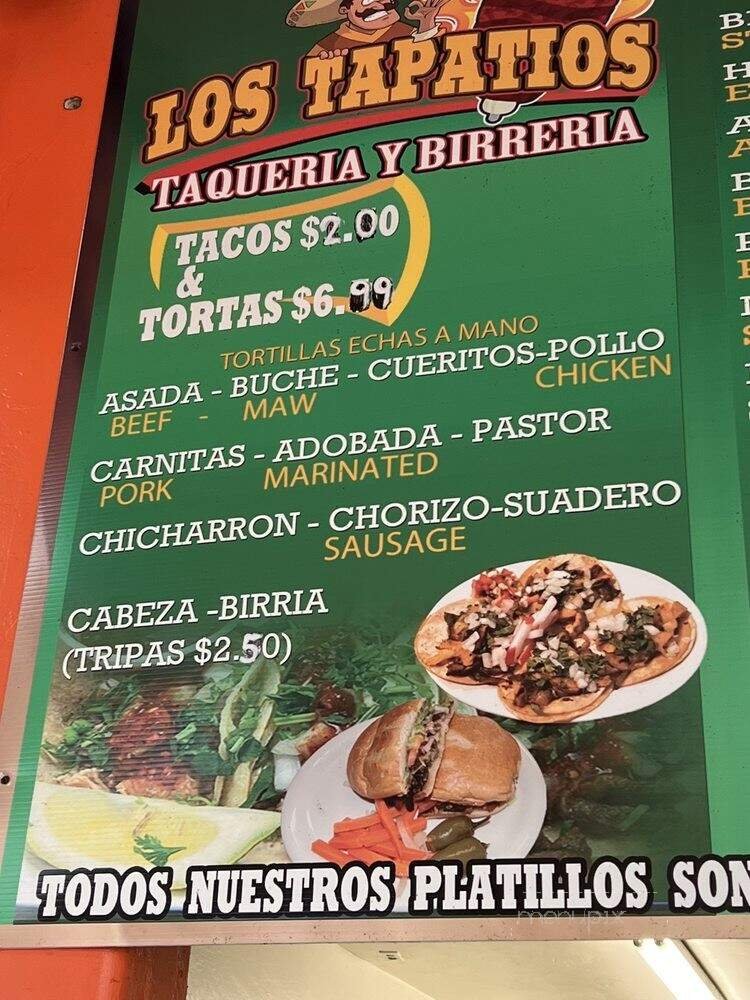 LOS TAPATIOS
TAQUERIA Y BIRRERIA
TACOS $2.00
&
TORTAS $6.99
TORTILLAS ECHAS A MANO
ASADA - BUCHE - CUERITOS-POLLO
BEEF - MAW CHICKEN
CARNITAS - ADOBADA - PASTOR
PORK MARINATED
CHICHARRON - CHORIZO-SUADERO
SAUSAGE
CABEZA -BIRRIA
(TRIPAS $2.50)
TODOS NUESTROS PLATILLOS SON
menupix